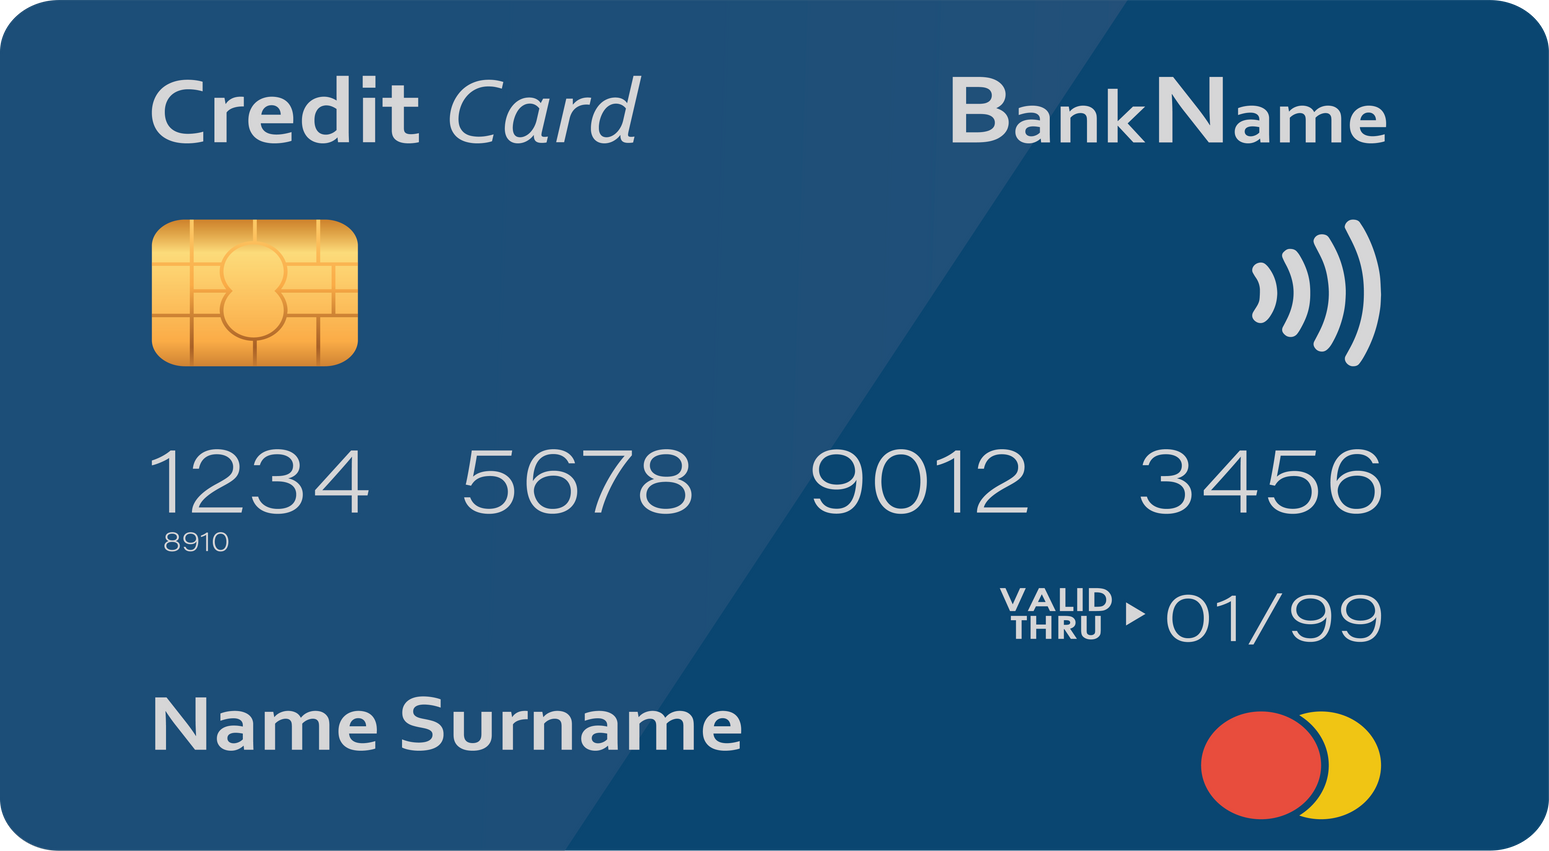 Credit Card BankName
1234 5678 9012 3456
8910
VALID THRU 01/99
Name Surname